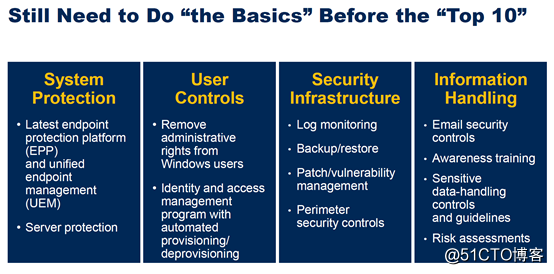 Still Need to Do “the Basics” Before the “Top 10”
System
Protection
• Latest endpoint
protection platform
(EPP)
and unified
endpoint
management
(UEM)
• Server protection
User
Controls
• Remove
administrative
rights from
Windows users
• Identity and access
management
program with
automated
provisioning/
deprovisioning
Security
Infrastructure
• Log monitoring
• Backup/restore
• Patch/vulnerability
management
• Perimeter
security controls
Information
Handling
• Email security
controls
• Awareness training
• Sensitive
data-handling
controls
and guidelines
• Risk assessments
@51CTO博客